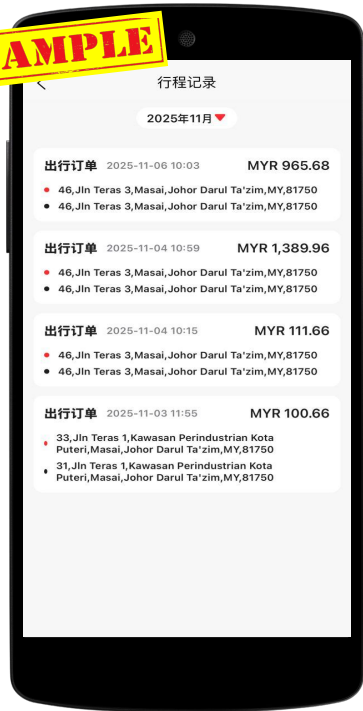 AMPLE
行程记录
2025年11月
出行订单 2025-11-06 10:03 MYR 965.68
46,Jln Teras 3,Masai,Johor Darul Ta'zim,MY,81750
46,Jln Teras 3,Masai,Johor Darul Ta'zim,MY,81750
出行订单 2025-11-04 10:59 MYR 1,389.96
46,Jln Teras 3,Masai,Johor Darul Ta'zim,MY,81750
46,Jln Teras 3,Masai,Johor Darul Ta'zim,MY,81750
出行订单 2025-11-04 10:15 MYR 111.66
46,Jln Teras 3,Masai,Johor Darul Ta'zim,MY,81750
46,Jln Teras 3,Masai,Johor Darul Ta'zim,MY,81750
出行订单 2025-11-03 11:55 MYR 100.66
33,Jln Teras 1,Kawasan Perindustrian Kota
Puteri,Masai,Johor Darul Ta'zim,MY,81750
31,Jln Teras 1,Kawasan Perindustrian Kota
Puteri,Masai,Johor Darul Ta'zim,MY,81750